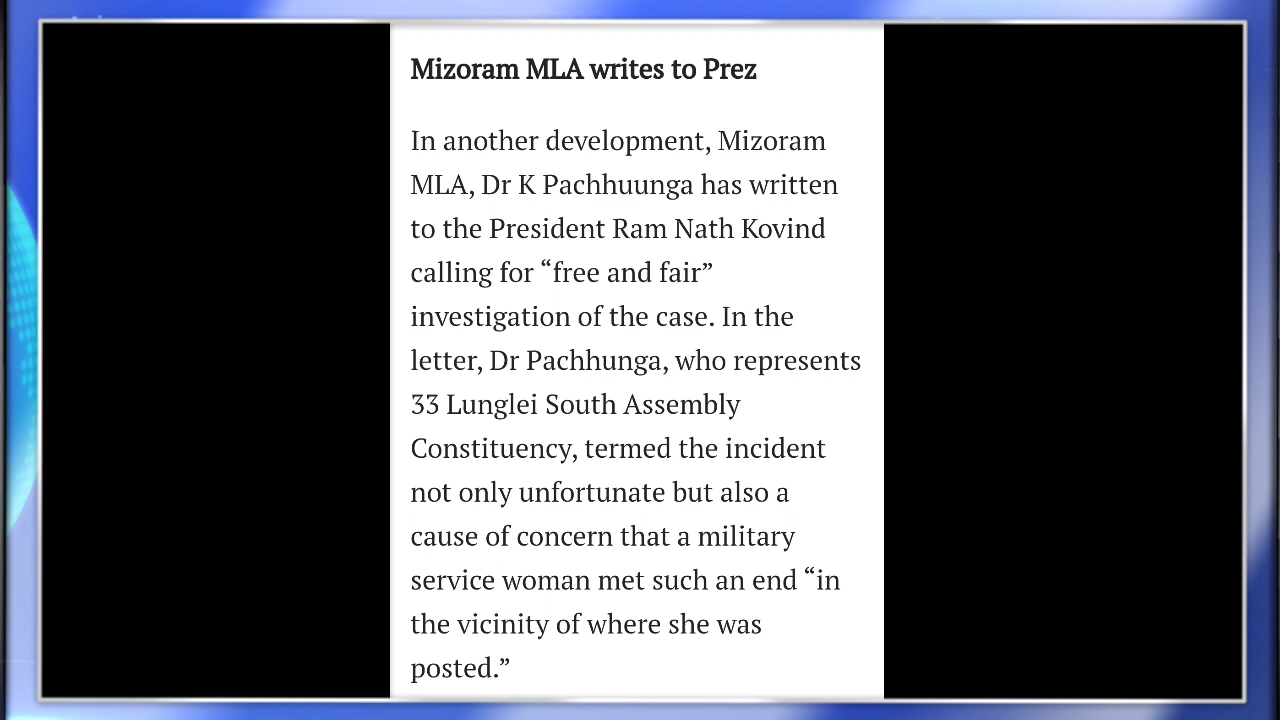 Mizoram MLA writes to Prez
In another development, Mizoram
MLA, Dr K Pachhuunga has written
to the President Ram Nath Kovind
calling for “free and fair”
investigation of the case. In the
letter, Dr Pachhunga, who represents
33 Lunglei South Assembly
Constituency, termed the incident
not only unfortunate but also a
cause of concern that a military
service woman met such an end “in
the vicinity of where she was
posted.”